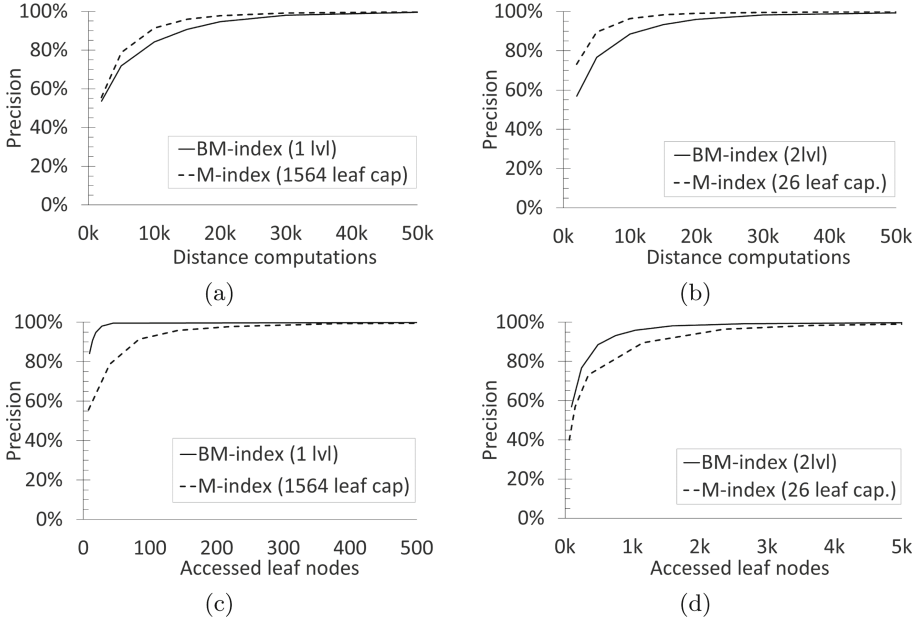 100%
80%
60%
40%
20%
0%
Precision
BM-index (1 lvl)
M-index (1564 leaf cap)
0k 10k 20k 30k 40k 50k
Distance computations
(a)
100%
80%
60%
40%
20%
0%
Precision
BM-index (2lvl)
M-index (26 leaf cap.)
0k 10k 20k 30k 40k 50k
Distance computations
(b)
100%
80%
60%
40%
20%
0%
Precision
BM-index (1 lvl)
M-index (1564 leaf cap)
0 100 200 300 400 500
Accessed leaf nodes
(c)
100%
80%
60%
40%
20%
0%
Precision
BM-index (2lvl)
M-index (26 leaf cap.)
0k 1k 2k 3k 4k 5k
Accessed leaf nodes
(d)